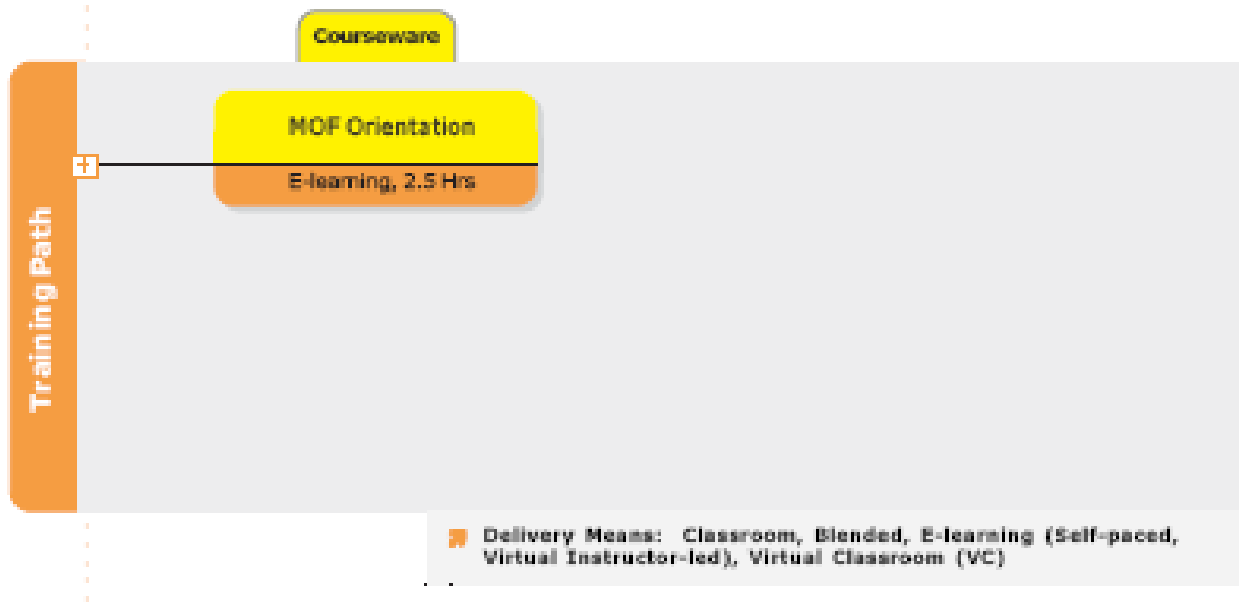 Courseware
MOF Orientation
E-learning, 2.5 Hrs
Training Path
Delivery Means: Classroom, Blended, E-learning (Self-paced,
Virtual Instructor-led), Virtual Classroom (VC)